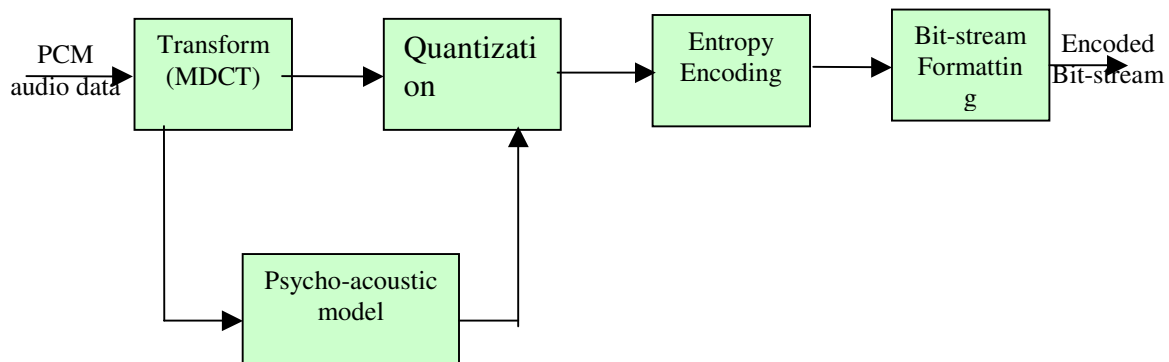 PCM
audio data
Transform
(MDCT)
Quantizati
on
Entropy
Encoding
Bit-stream
Formattin
g
Encoded
Bit-stream
Psycho-acoustic
model